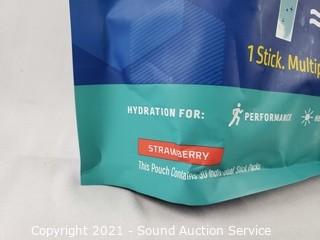 1 Stick. Multip
HYDRATION FOR: PERFORMANCE HE
STRAWBERRY
This Pouch Contains 30 Individual Stick Packs
Copyright 2021 - Sound Auction Service